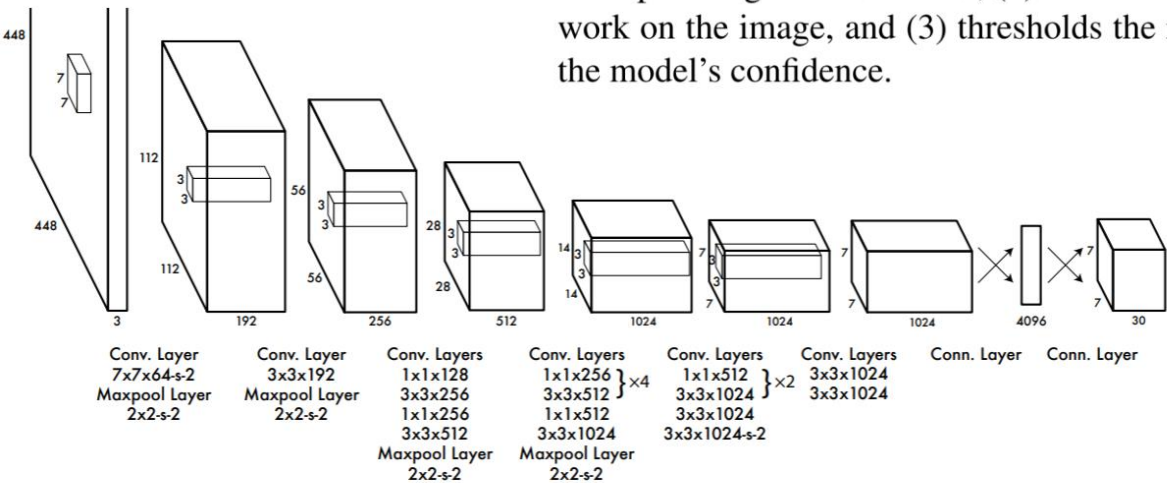 work on the image, and (3) thresholds the
the model's confidence.
448
7
7
448
3
112
3
3
112
192
56
3
3
56
256
28
3
3
28
512
14
3
3
14
1024
7
3
3
7
1024
7
7
1024
4096
7
7
30
Conv. Layer
7x7x64-s-2
Maxpool Layer
2x2-s-2
Conv. Layer
3x3x192
Maxpool Layer
2x2-s-2
Conv. Layers
1x1x128
3x3x256
1x1x256
3x3x512
Maxpool Layer
2x2-s-2
Conv. Layers
1x1x256
3x3x512 } ×4
1x1x512
3x3x1024
Maxpool Layer
2x2-s-2
Conv. Layers
1x1x512
3x3x1024 } ×2
3x3x1024
3x3x1024-s-2
Conv. Layers
3x3x1024
3x3x1024
Conn. Layer
Conn. Layer